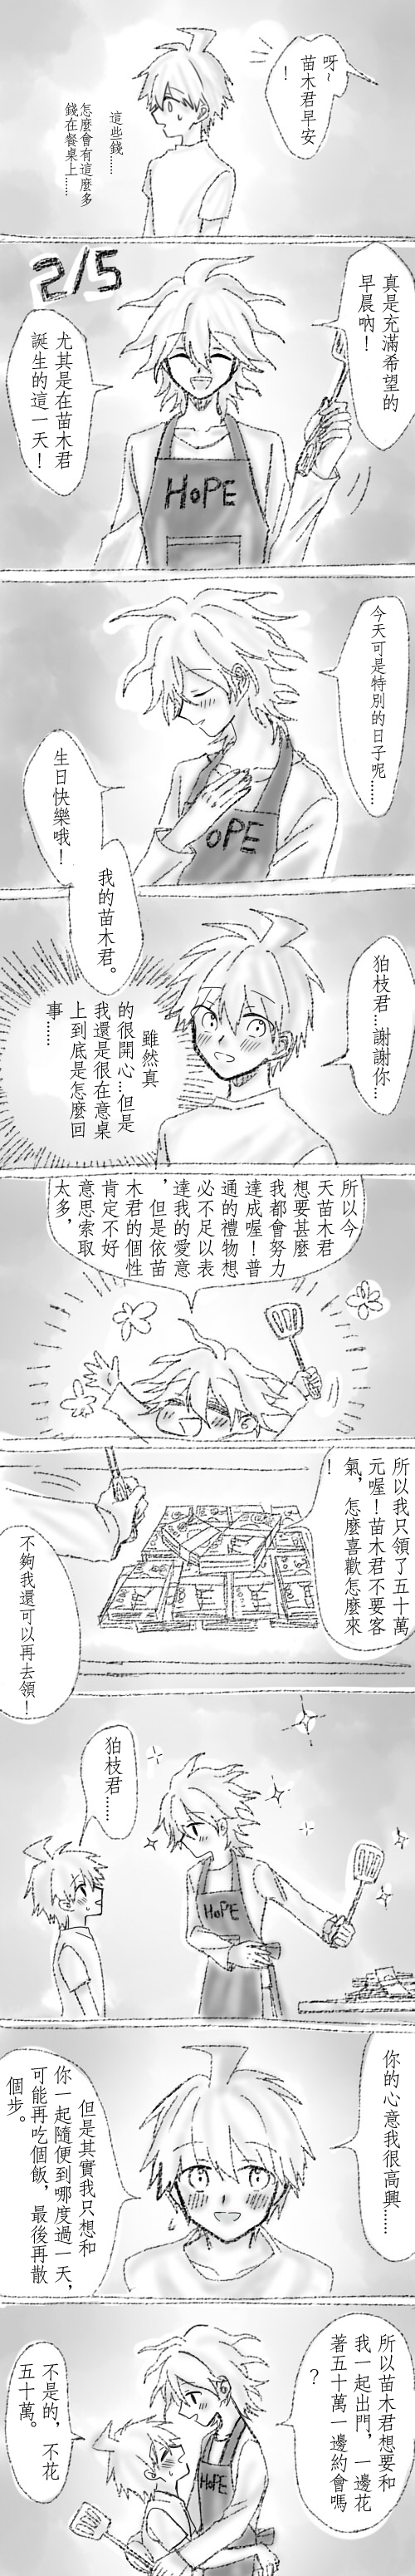 呀~
苗木君早安
！
這些錢……
怎麼會有這麼多
錢在餐桌上……
2/5
真是充滿希望的
早晨吶！
尤其是在苗木君
誕生的這一天！
HOPE
今天可是特別的日子呢……
生日快樂哦！
OPE
我的苗木君。
狛枝君…謝謝你…
雖然真
的很開心…但是
我還是很在意桌
上到底是怎麼回
事……
所以今
天苗木君
想要甚麼
我都會努力
達成喔！普
通的禮物想
必不足以表
達我的愛意
，但是依苗
木君的個性
肯定不好
意思索取
太多，
所以我只領了五十萬
元喔！苗木君不要客
氣，怎麼喜歡怎麼來
！
不夠我還可以再去領！
狛枝君……
HOPE
你的心意我很高興……
但是其實我只想和
你一起隨便到哪度過一天，
可能再吃個飯，最後再散
個步。
所以苗木君想要和
我一起出門，一邊花
著五十萬一邊約會嗎
？
HOPE
不是的，不花
五十萬。